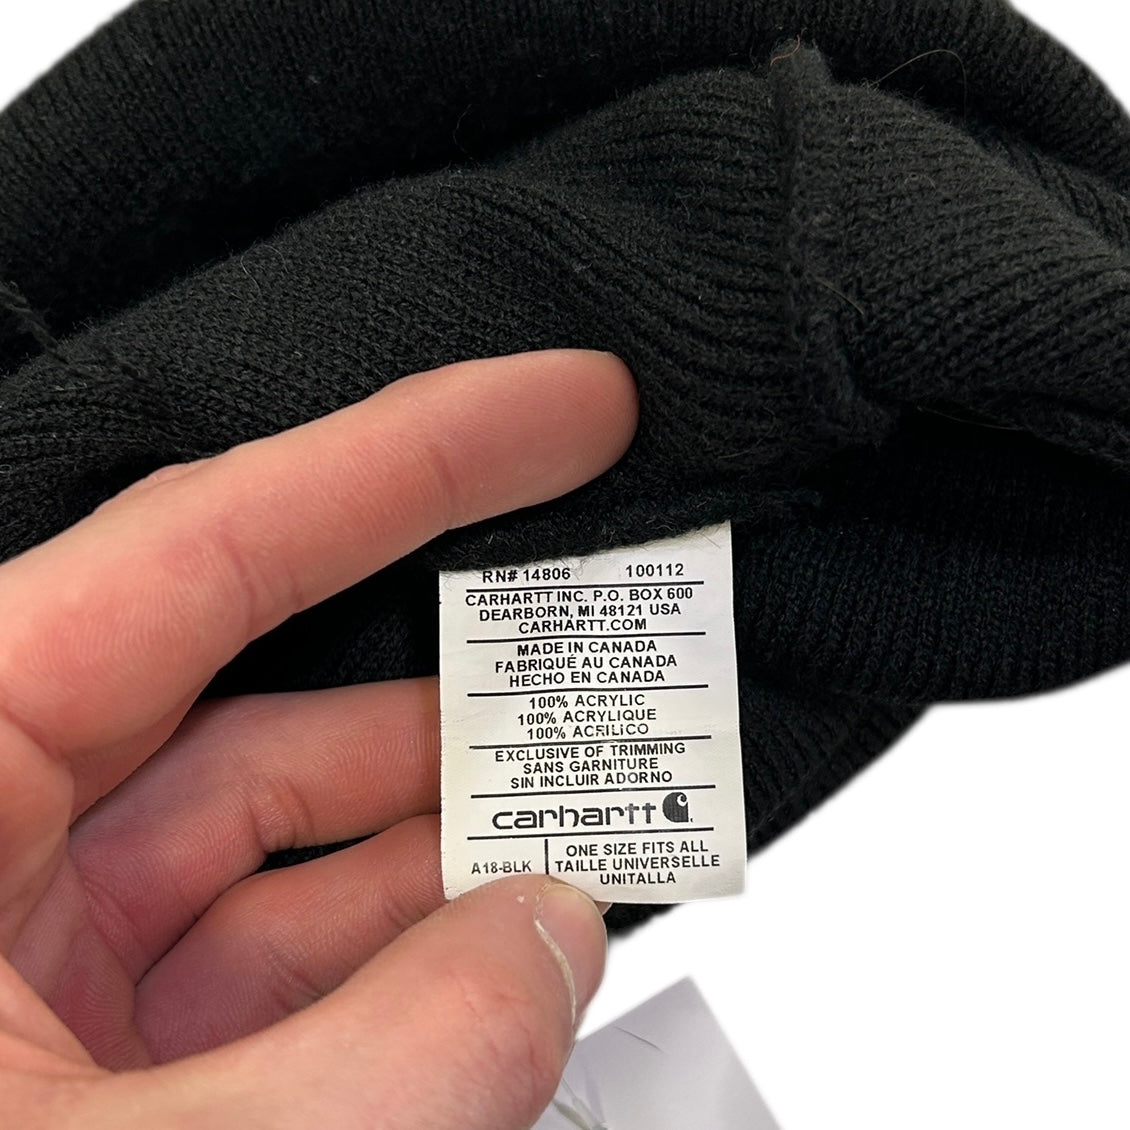 RN# 14806 100112
CARHARTT INC. P.O. BOX 600
DEARBORN, MI 48121 USA
CARHARTT.COM
MADE IN CANADA
FABRIQUÉ AU CANADA
HECHO EN CANADA
100% ACRYLIC
100% ACRYLIQUE
100% ACRILICO
EXCLUSIVE OF TRIMMING
SANS GARNITURE
SIN INCLUIR ADORNO
carhartt
A18-BLK
ONE SIZE FITS ALL
TAILLE UNIVERSELLE
UNITALLA